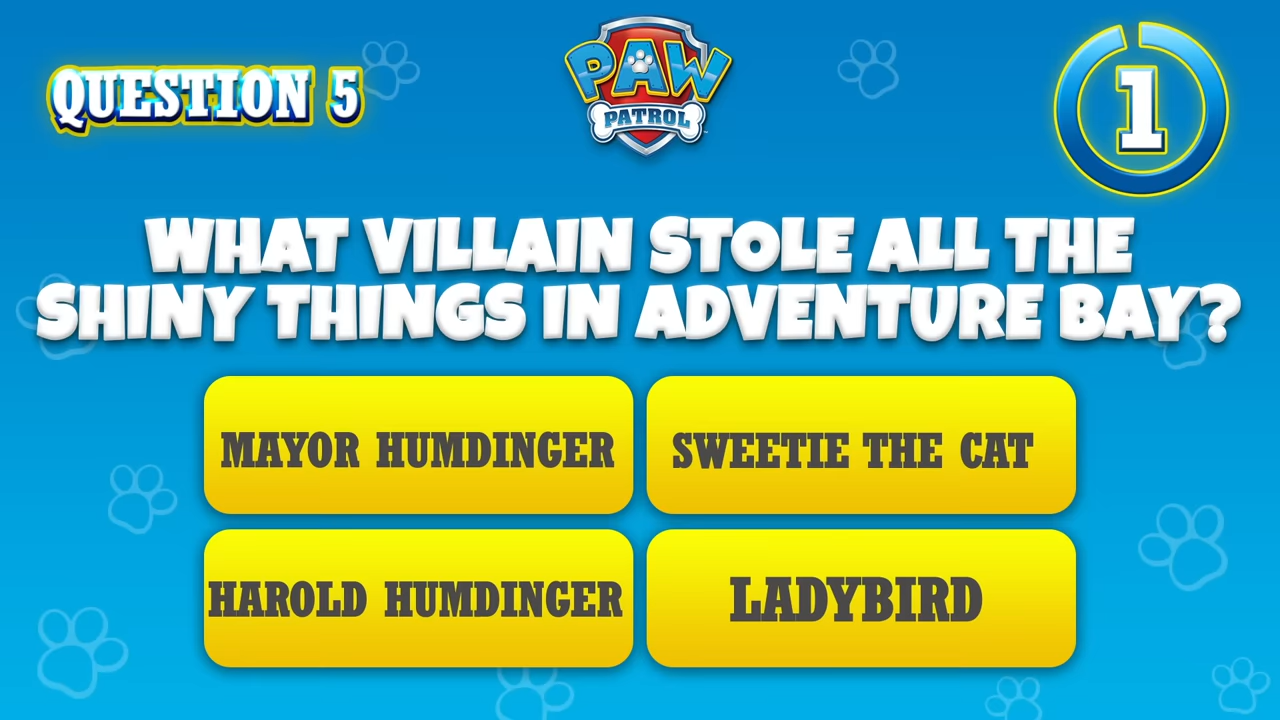 QUESTION 5
PAW
PATROL
1
WHAT VILLAIN STOLE ALL THE
SHINY THINGS IN ADVENTURE BAY?
MAYOR HUMDINGER
SWEETIE THE CAT
HAROLD HUMDINGER
LADYBIRD